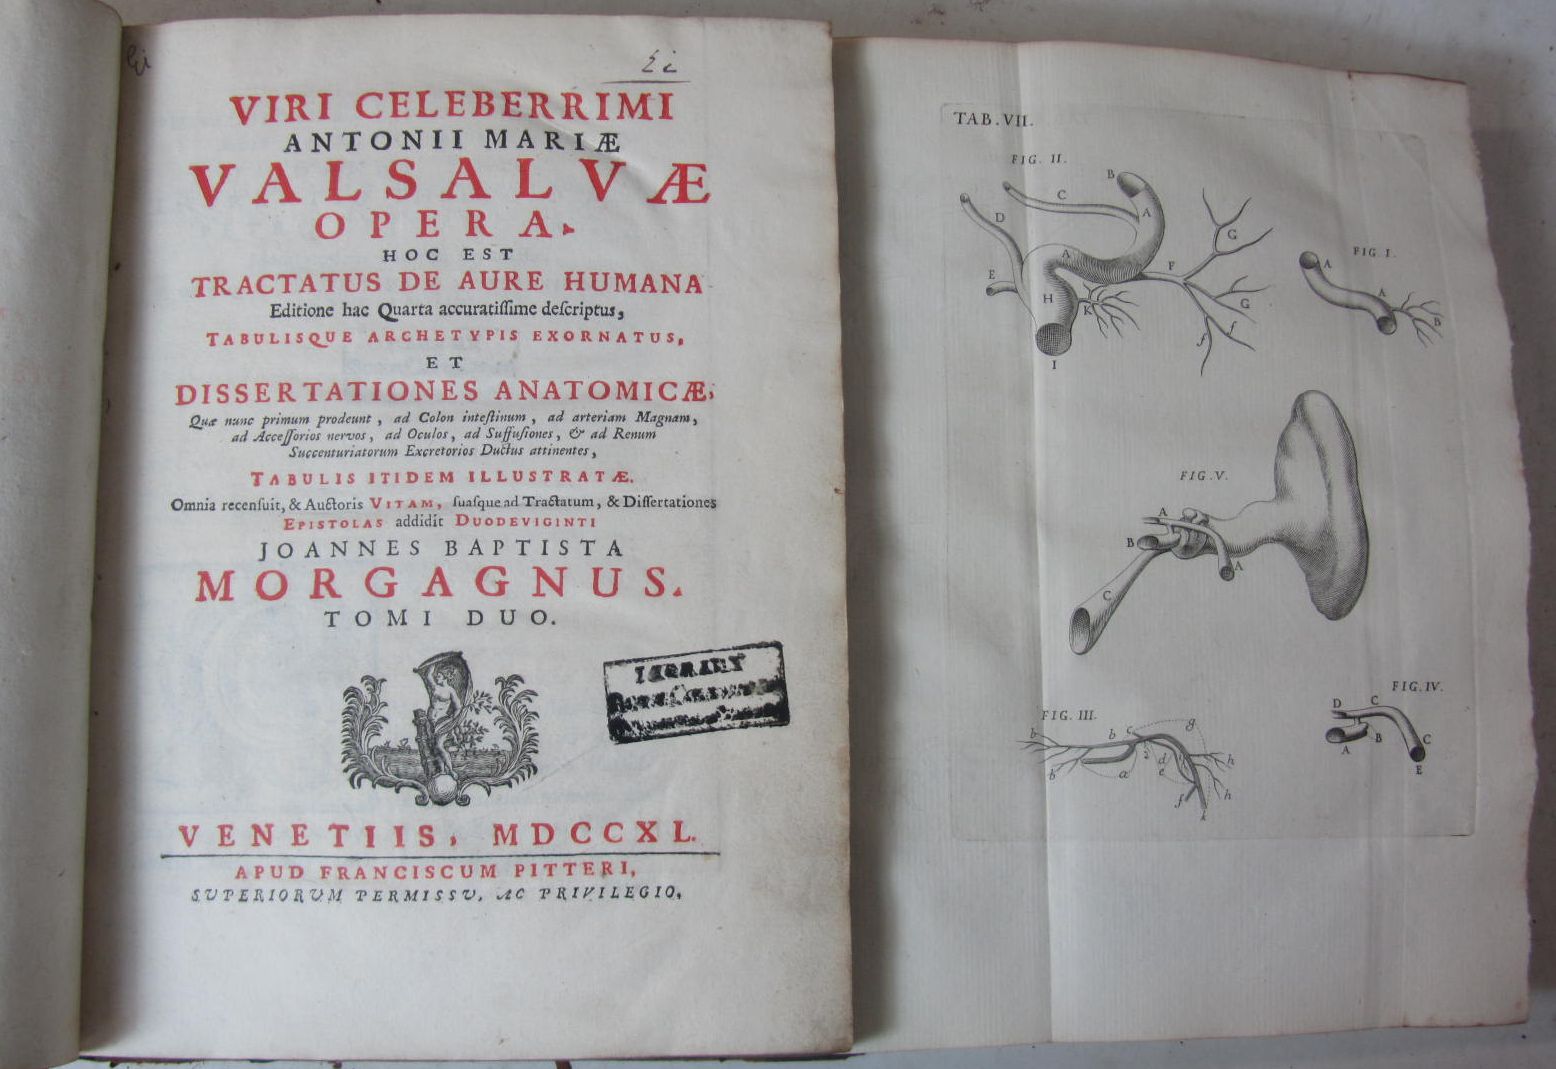 VIRI CELEBERRIMI
ANTONII MARIÆ
VALSALVÆ
OPERA.
HOC EST
TRACTATUS DE AURE HUMANA
Editione hac Quarta accuratiſſime deſcriptus,
TABULISQUE ARCHETYPIS EXORNATUS,
ET
DISSERTATIONES ANATOMICÆ,
Quæ nunc primum prodeunt, ad Colon inteſtinum, ad arteriam Magnam,
ad Acceſſorios nervos, ad Oculos, ad Suffuſiones, & ad Renum
Succenturiatorum Excretorios Ductus attinentes,
TABULIS ITIDEM ILLUSTRATÆ.
Omnia recenſuit, & Auctoris VITAM, ſuaſque ad Tractatum, & Diſſertationes
EPISTOLAS addidit DUODEVIGINTI
JOANNES BAPTISTA
MORGAGNUS.
TOMI DUO.
LIBRARY
VENETIIS, MDCCXL.
APUD FRANCISCUM PITTERI,
SUPERIORUM PERMISSU, AC PRIVILEGIO,
TAB. VII.
FIG. II.
B
C
A
D
A
E
F
G
G
H
K
f
f
I
FIG. I.
A
A
B
FIG. V.
A
B
A
C
FIG. III.
b
b
c
g
b
a
d
e
h
f
h
k
FIG. IV.
D
C
B
A
C
E